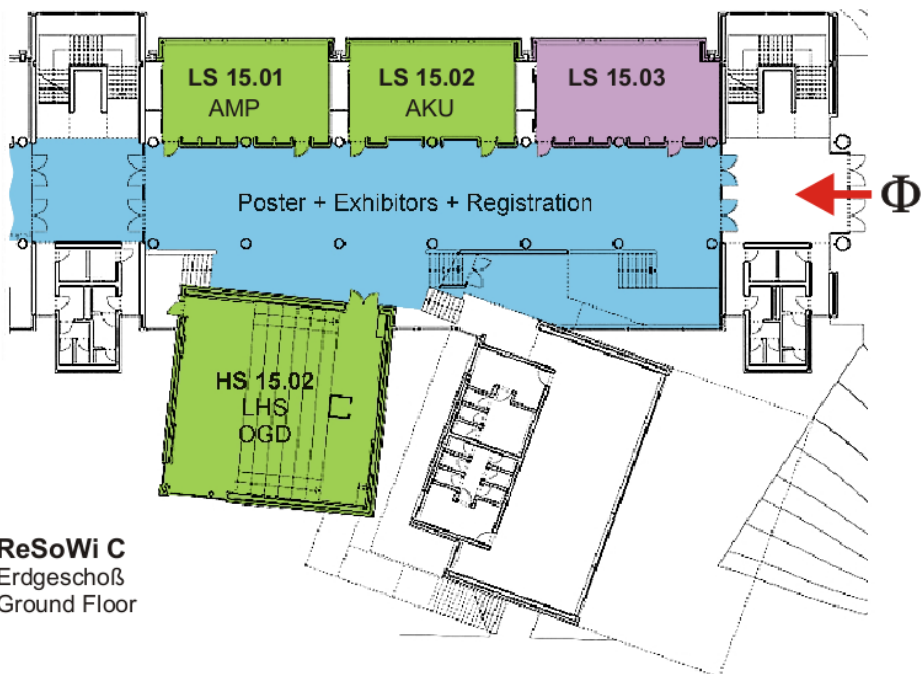 LS 15.01
AMP
LS 15.02
AKU
LS 15.03
Poster + Exhibitors + Registration
Φ
HS 15.02
LHS
OGD
ReSoWi C
Erdgeschoß
Ground Floor